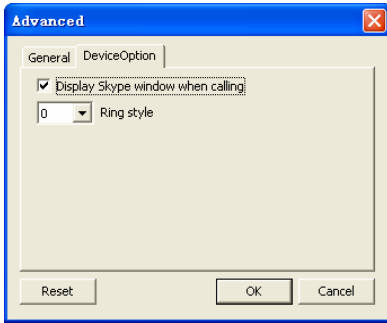 Advanced
General DeviceOption
Display Skype window when calling
0 Ring style
Reset OK Cancel